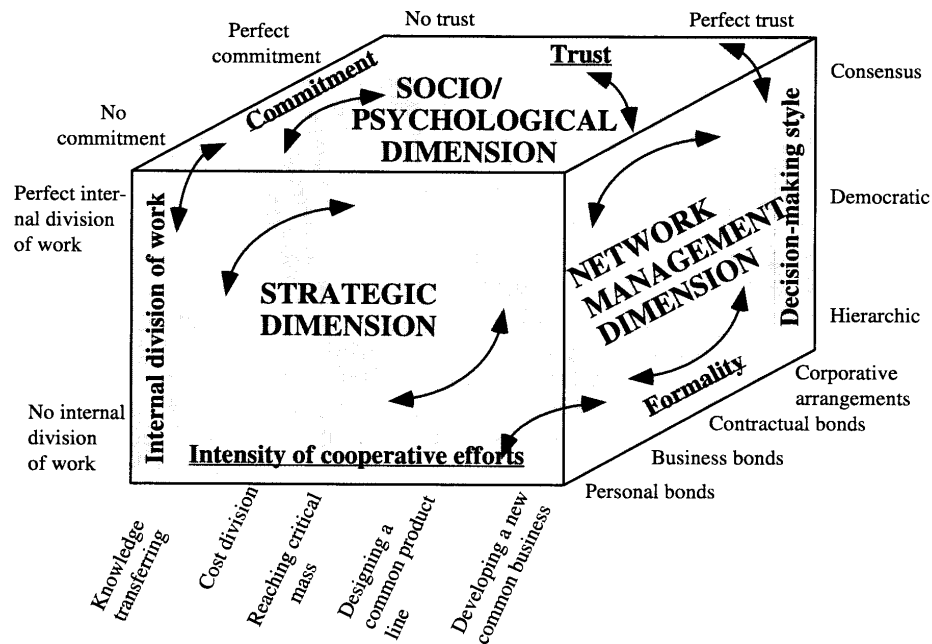 No trust
Perfect trust
Perfect
commitment
Trust
Commitment
SOCIO/
PSYCHOLOGICAL
DIMENSION
Consensus
No
commitment
Decision-making style
Perfect inter-
nal division
of work
Democratic
Internal division of work
NETWORK
MANAGEMENT
DIMENSION
STRATEGIC
DIMENSION
Hierarchic
Formality
Corporative
arrangements
No internal
division
of work
Contractual bonds
Intensity of cooperative efforts
Business bonds
Personal bonds
Knowledge
transferring
Cost division
Reaching critical
mass
Designing a
common product
line
Developing a new
common business